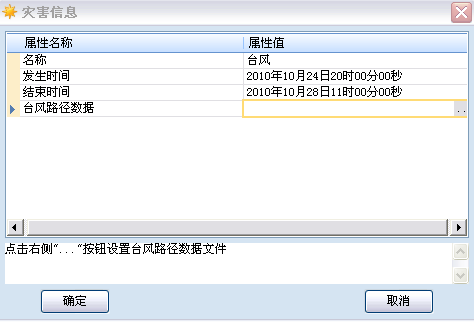 灾害信息
属性名称 属性值
名称 台风
发生时间 2010年10月24日20时00分00秒
结束时间 2010年10月28日11时00分00秒
台风路径数据 ..
点击右侧“...“按钮设置台风路径数据文件
确定 取消